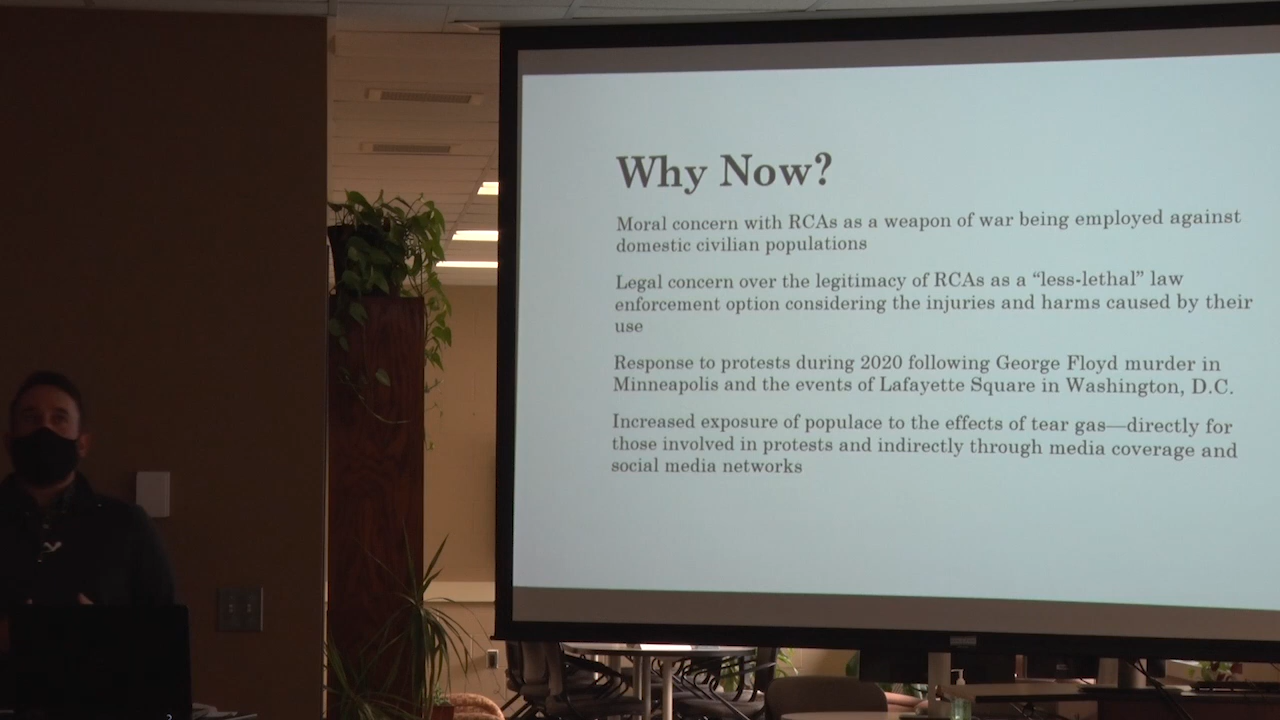 Why Now?
Moral concern with RCAs as a weapon of war being employed against
domestic civilian populations
Legal concern over the legitimacy of RCAs as a “less-lethal” law
enforcement option considering the injuries and harms caused by their
use
Response to protests during 2020 following George Floyd murder in
Minneapolis and the events of Lafayette Square in Washington, D.C.
Increased exposure of populace to the effects of tear gas—directly for
those involved in protests and indirectly through media coverage and
social media networks